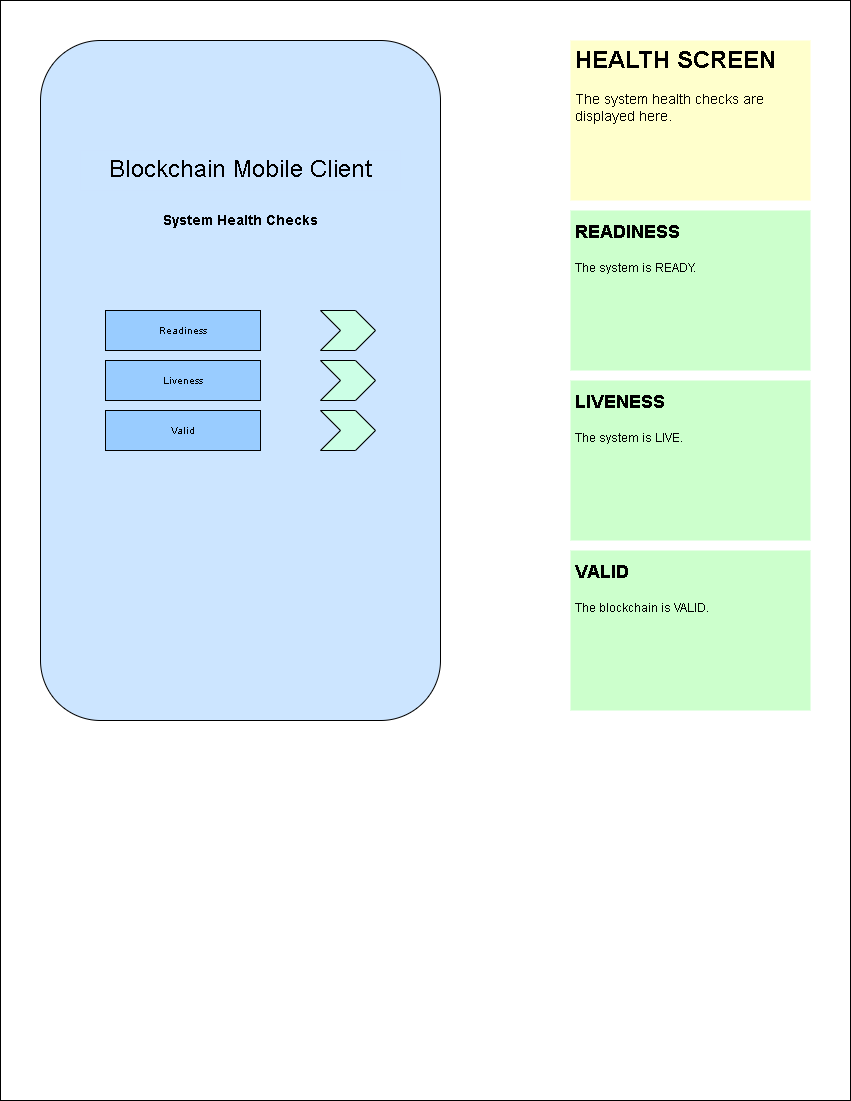 Blockchain Mobile Client
System Health Checks
Readiness
Liveness
Valid
HEALTH SCREEN
The system health checks are
displayed here.
READINESS
The system is READY.
LIVENESS
The system is LIVE.
VALID
The blockchain is VALID.